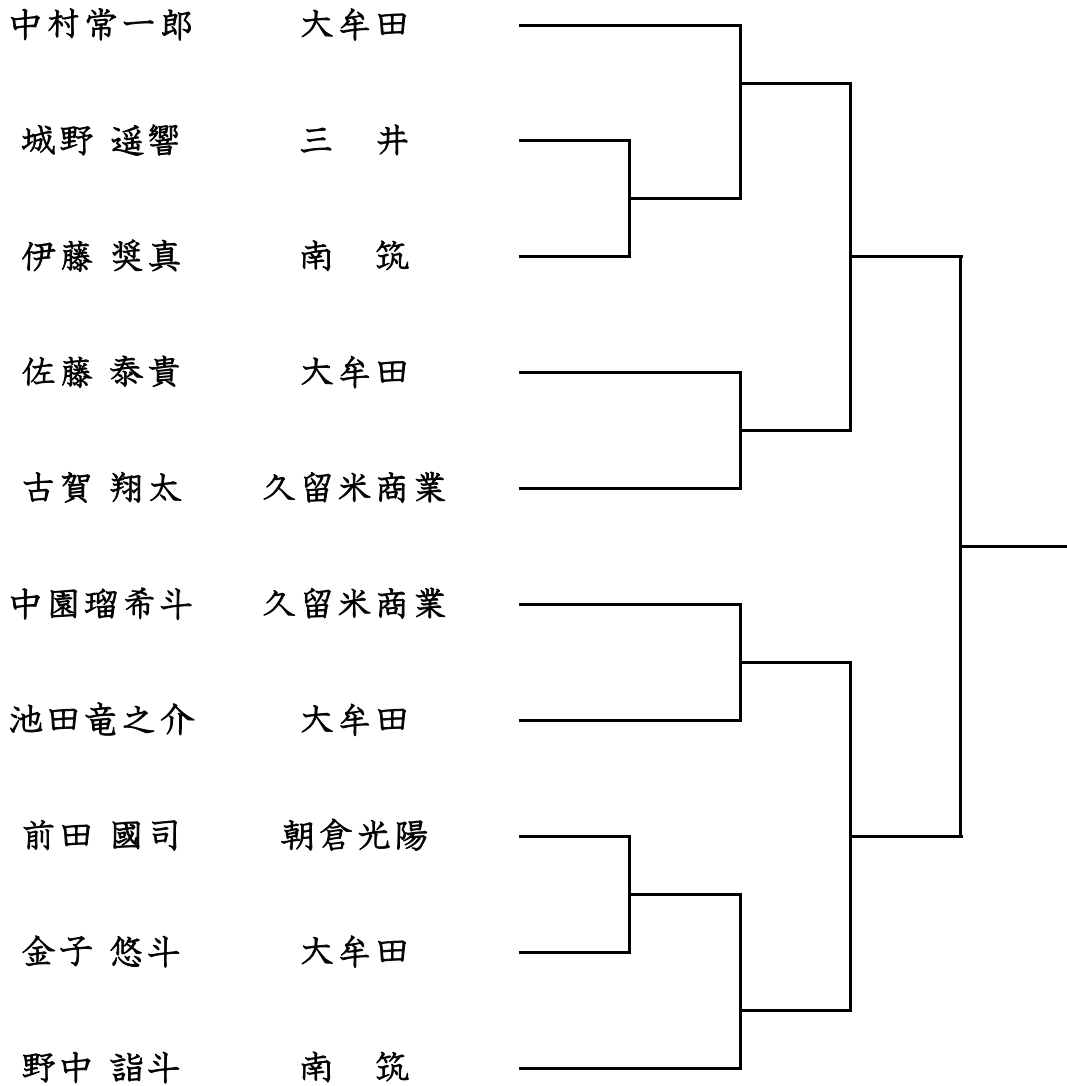 中村常一郎 大牟田
城野 遥響 三 井
伊藤 奨真 南 筑
佐藤 泰貴 大牟田
古賀 翔太 久留米商業
中園瑠希斗 久留米商業
池田竜之介 大牟田
前田 國司 朝倉光陽
金子 悠斗 大牟田
野中 詣斗 南 筑